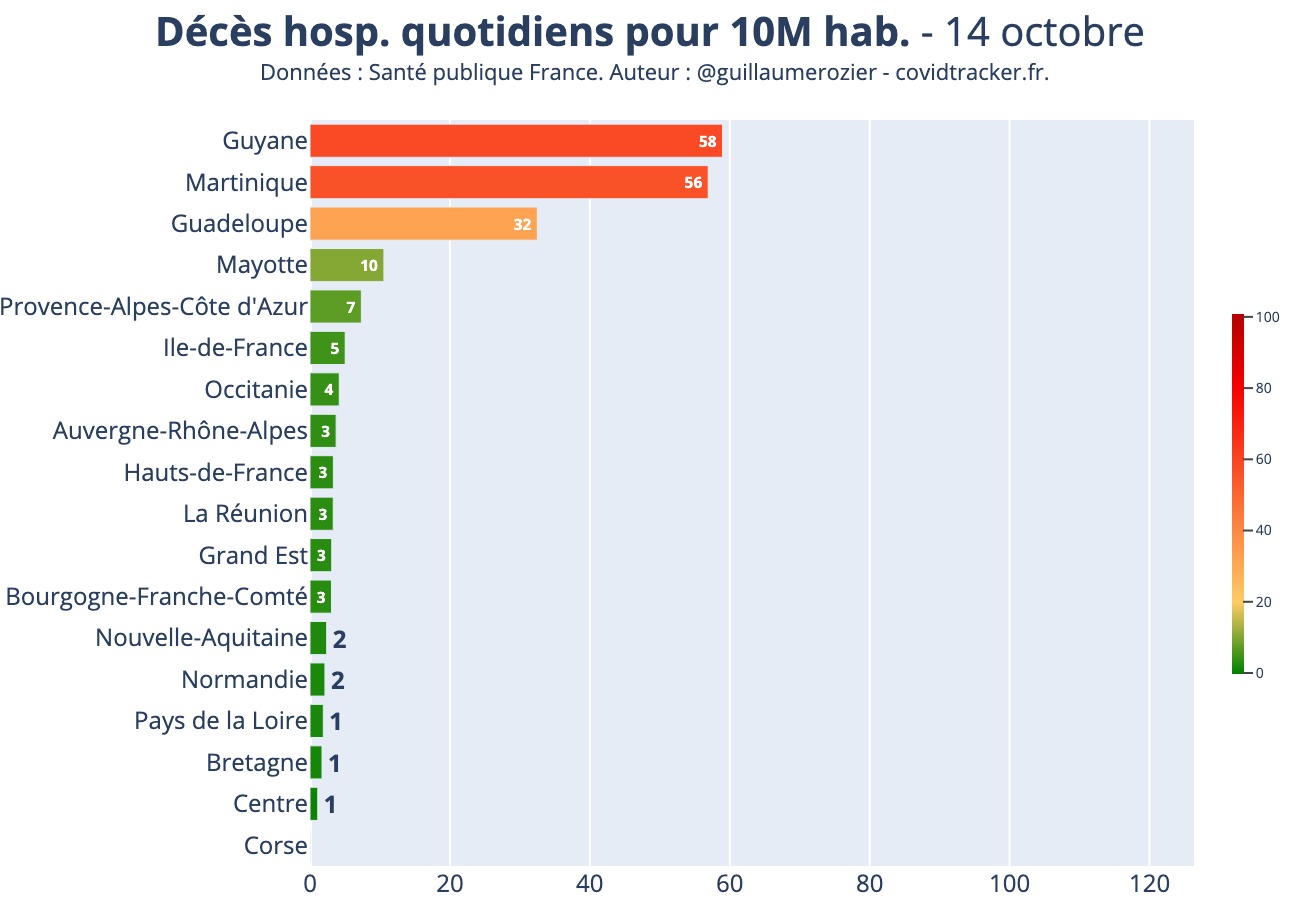 Décès hosp. quotidiens pour 10M hab. - 14 octobre
Données : Santé publique France. Auteur : @guillaumerozier - covidtracker.fr.
Guyane 58
Martinique 56
Guadeloupe 32
Mayotte 10
Provence-Alpes-Côte d'Azur 7
Ile-de-France 5
Occitanie 4
Auvergne-Rhône-Alpes 3
Hauts-de-France 3
La Réunion 3
Grand Est 3
Bourgogne-Franche-Comté 3
Nouvelle-Aquitaine 2
Normandie 2
Pays de la Loire 1
Bretagne 1
Centre 1
Corse
0 20 40 60 80 100 120
100
80
60
40
20
0